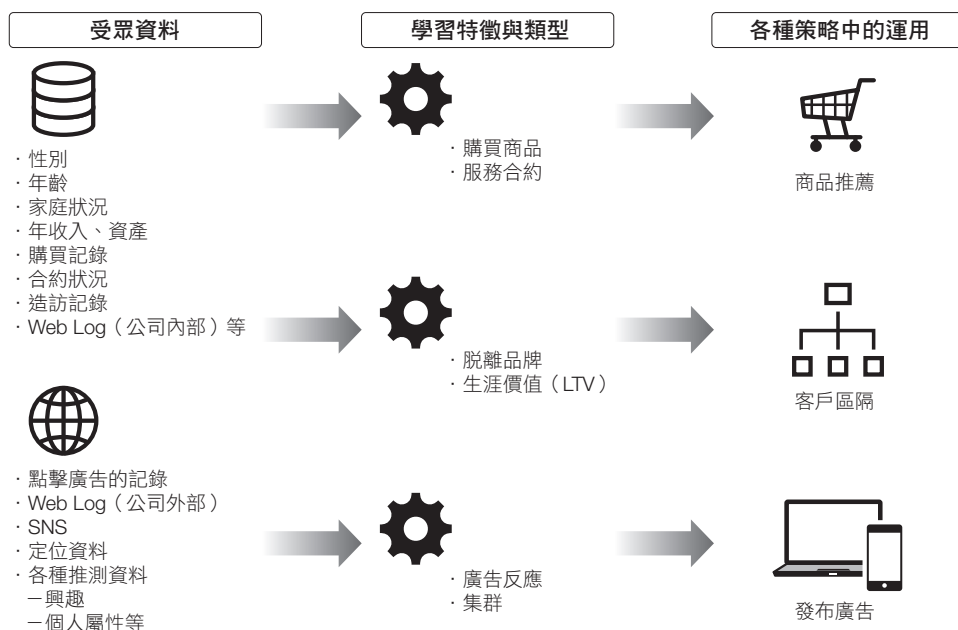 受眾資料
學習特徵與類型
各種策略中的運用
·性別
·年齡
·家庭狀況
·年收入、資產
·購買記錄
·合約狀況
·造訪記錄
·Web Log（公司內部）等
·點擊廣告的記錄
·Web Log（公司外部）
·SNS
·定位資料
·各種推測資料
－興趣
－個人屬性等
·購買商品
·服務合約
·脫離品牌
·生涯價值（LTV）
·廣告反應
·集群
商品推薦
客戶區隔
發布廣告